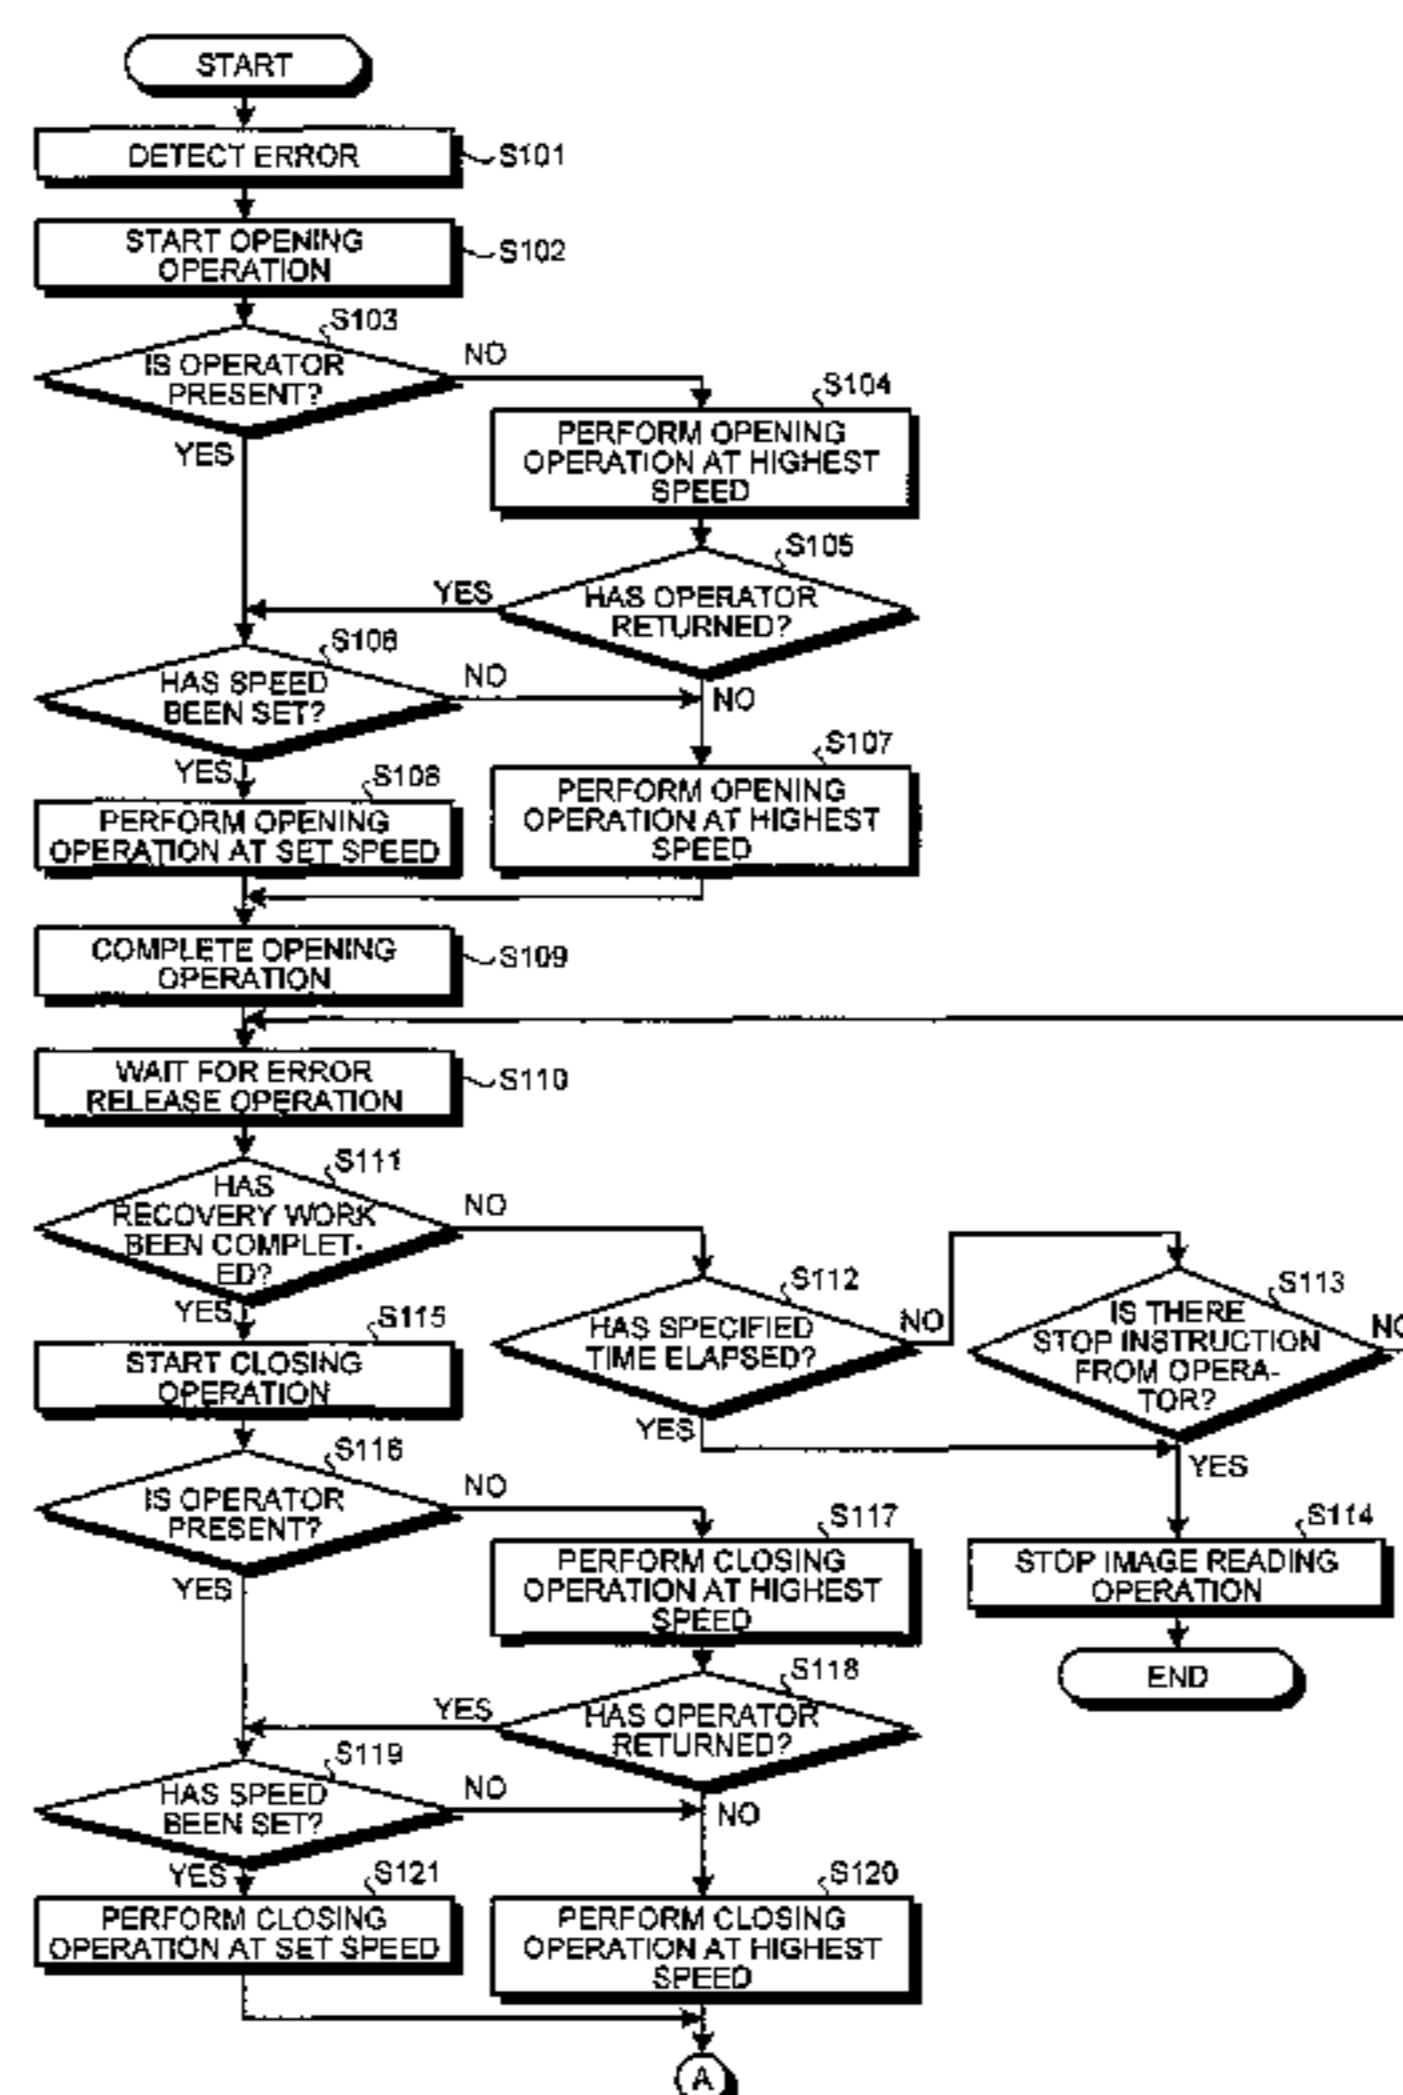 START
DETECT ERROR
S101
START OPENING
OPERATION
S102
S103
IS OPERATOR
PRESENT?
NO
YES
S104
PERFORM OPENING
OPERATION AT HIGHEST
SPEED
S105
HAS OPERATOR
RETURNED?
YES
NO
S106
HAS SPEED
BEEN SET?
NO
YES
S107
PERFORM OPENING
OPERATION AT HIGHEST
SPEED
S108
PERFORM OPENING
OPERATION AT SET SPEED
COMPLETE OPENING
OPERATION
S109
WAIT FOR ERROR
RELEASE OPERATION
S110
S111
HAS
RECOVERY WORK
BEEN COMPLET-
ED?
NO
YES
S112
HAS SPECIFIED
TIME ELAPSED?
NO
YES
S113
IS THERE
STOP INSTRUCTION
FROM OPERA-
TOR?
NO
YES
S114
STOP IMAGE READING
OPERATION
END
S115
START CLOSING
OPERATION
S116
IS OPERATOR
PRESENT?
NO
YES
S117
PERFORM CLOSING
OPERATION AT HIGHEST
SPEED
S118
HAS OPERATOR
RETURNED?
YES
NO
S119
HAS SPEED
BEEN SET?
NO
YES
S120
PERFORM CLOSING
OPERATION AT HIGHEST
SPEED
S121
PERFORM CLOSING
OPERATION AT SET SPEED
A